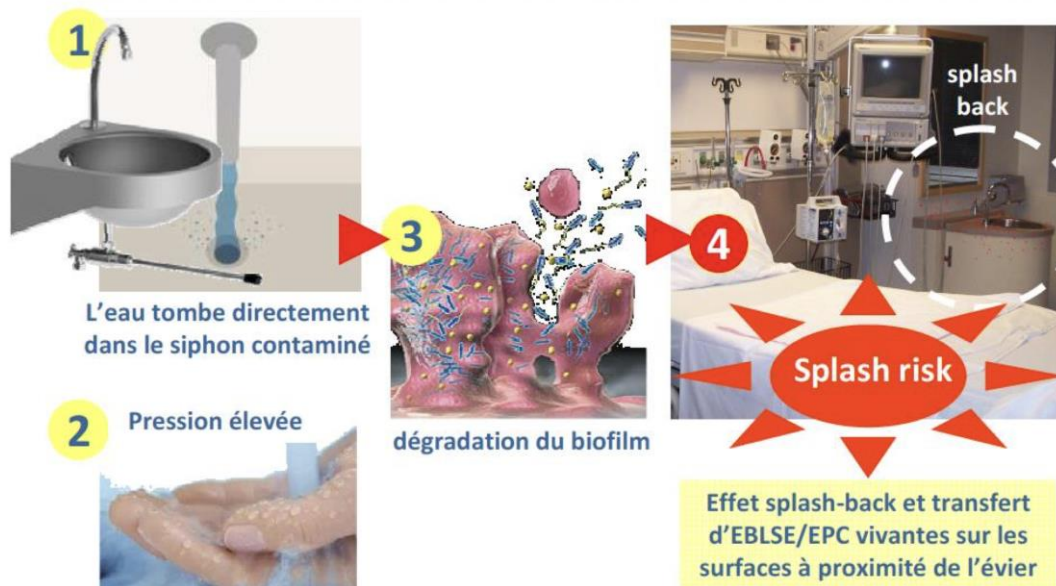 1
L'eau tombe directement
dans le siphon contaminé
2
Pression élevée
3
dégradation du biofilm
4
splash
back
Splash risk
Effet splash-back et transfert
d'EBLSE/EPC vivantes sur les
surfaces à proximité de l'évier